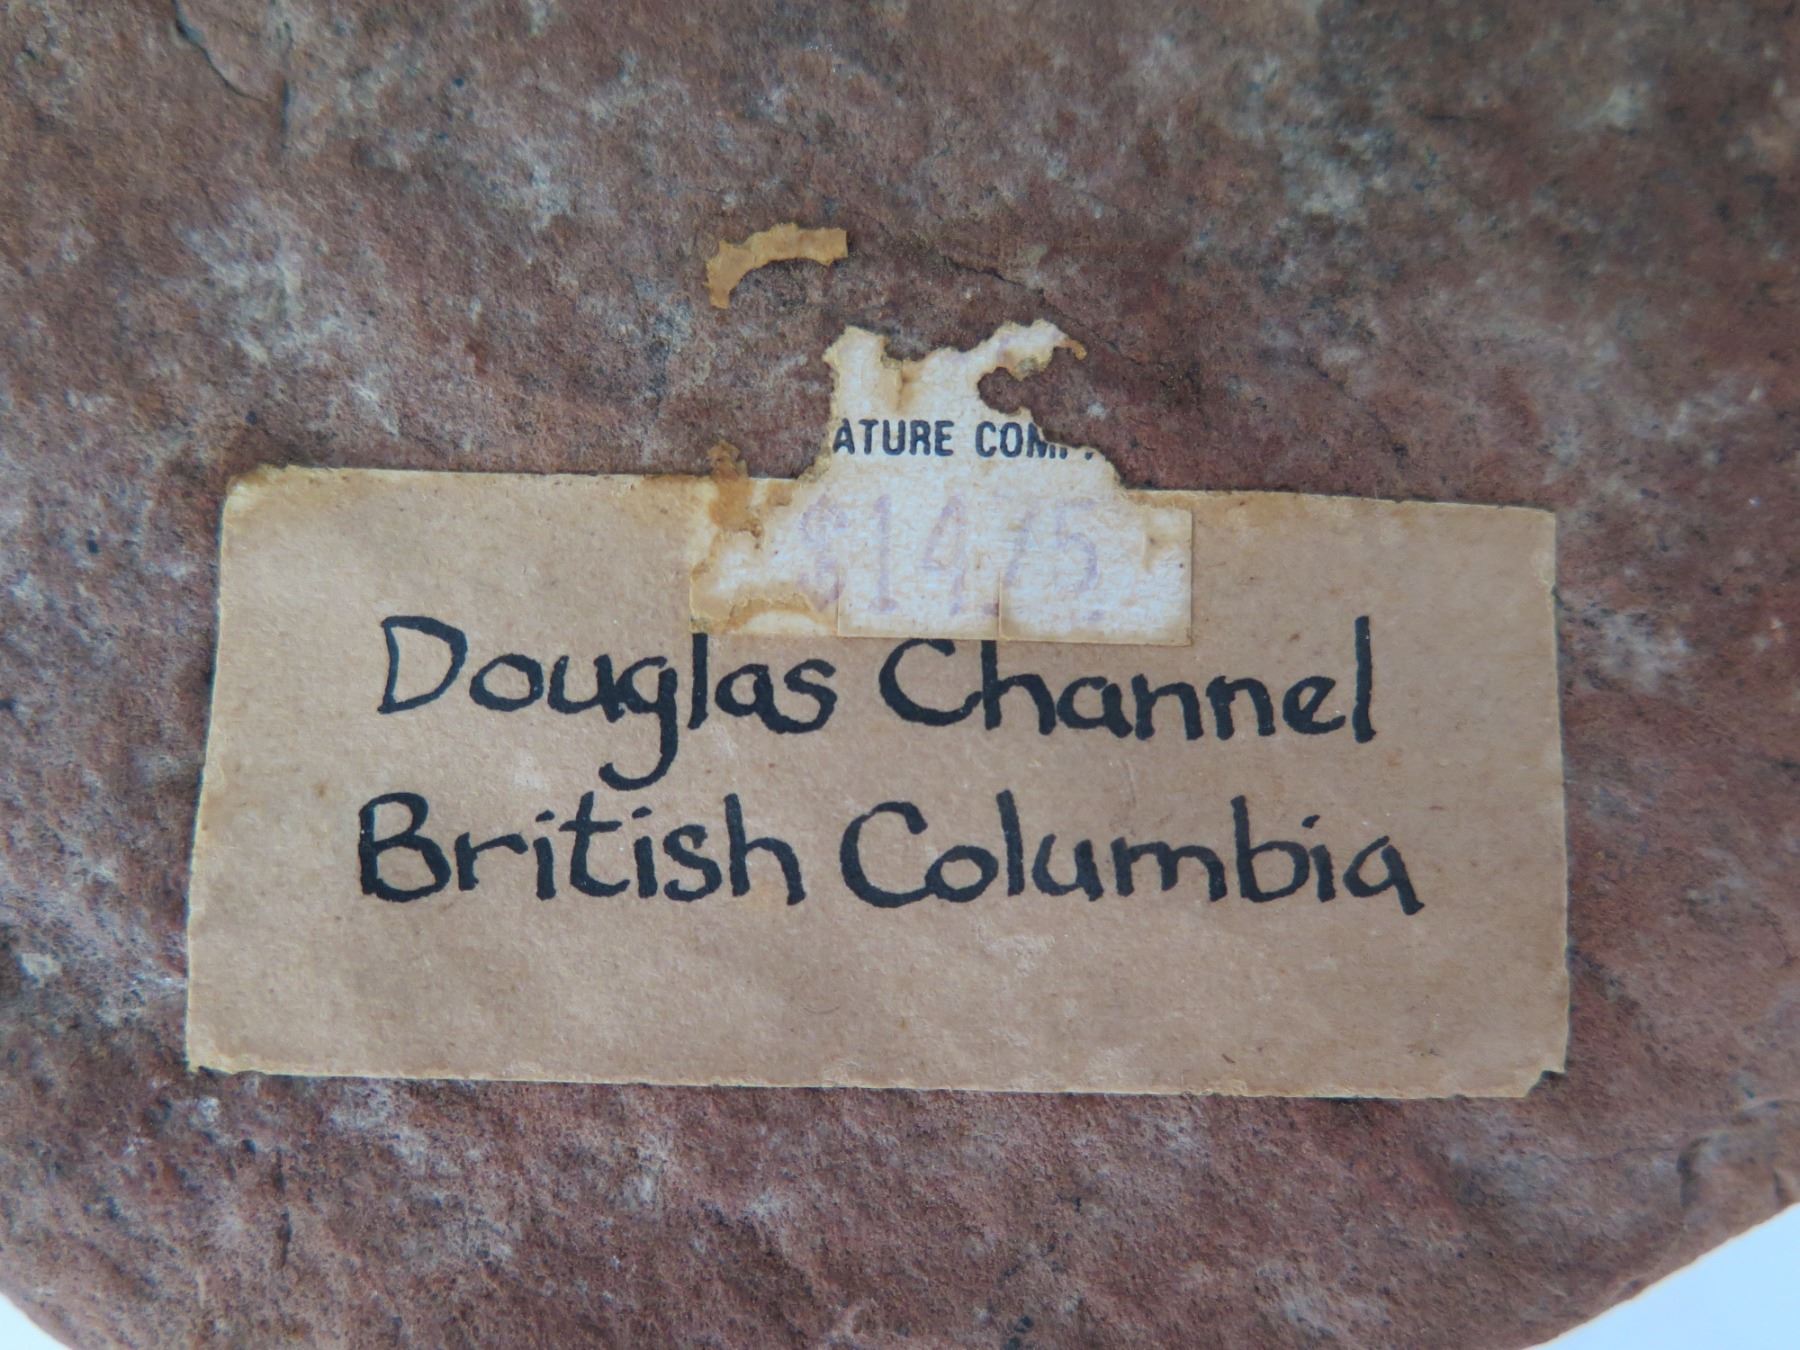 ATURE COM
$14 75
Douglas Channel
British Columbia